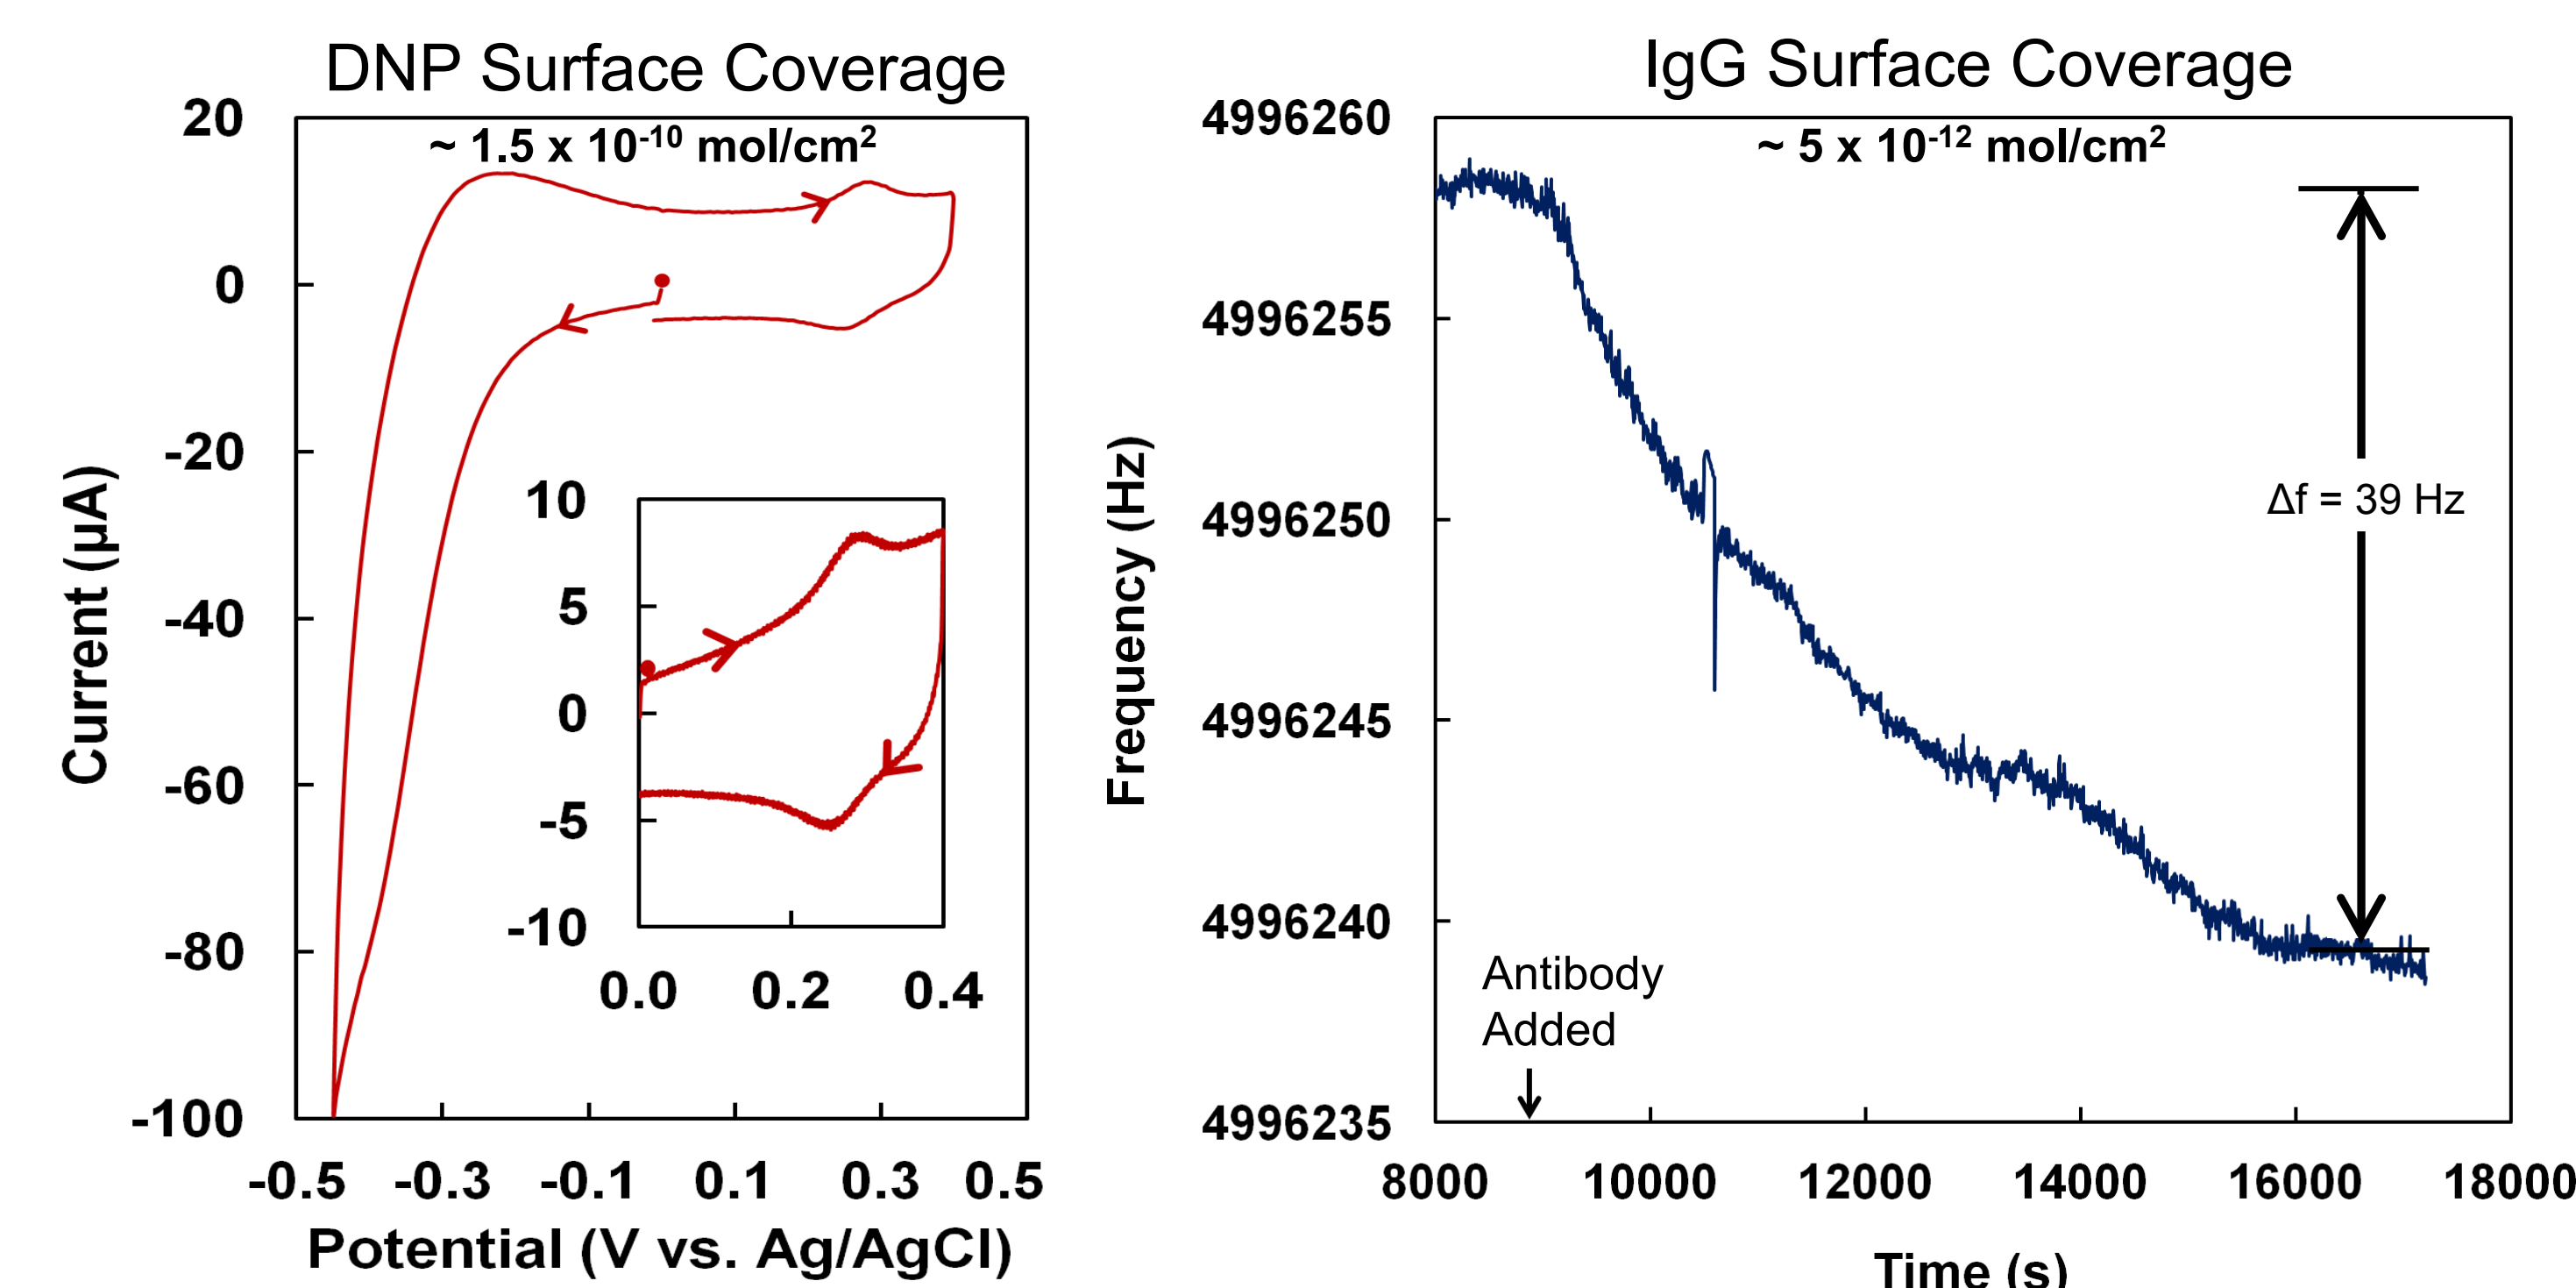 DNP Surface Coverage
~ 1.5 x 10⁻¹⁰ mol/cm²
20
0
-20
-40
-60
-80
-100
Current (µA)
-0.5 -0.3 -0.1 0.1 0.3 0.5
Potential (V vs. Ag/AgCl)
10
5
0
-5
-10
0.0 0.2 0.4
IgG Surface Coverage
~ 5 x 10⁻¹² mol/cm²
4996260
4996255
4996250
4996245
4996240
4996235
Frequency (Hz)
Δf = 39 Hz
Antibody
Added
8000 10000 12000 14000 16000 18000
Time (s)